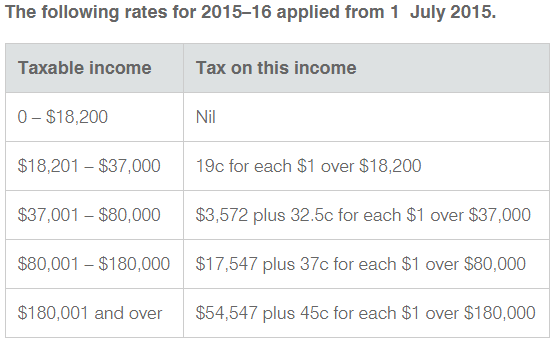 The following rates for 2015–16 applied from 1 July 2015.
Taxable income Tax on this income
0 – $18,200 Nil
$18,201 – $37,000 19c for each $1 over $18,200
$37,001 – $80,000 $3,572 plus 32.5c for each $1 over $37,000
$80,001 – $180,000 $17,547 plus 37c for each $1 over $80,000
$180,001 and over $54,547 plus 45c for each $1 over $180,000